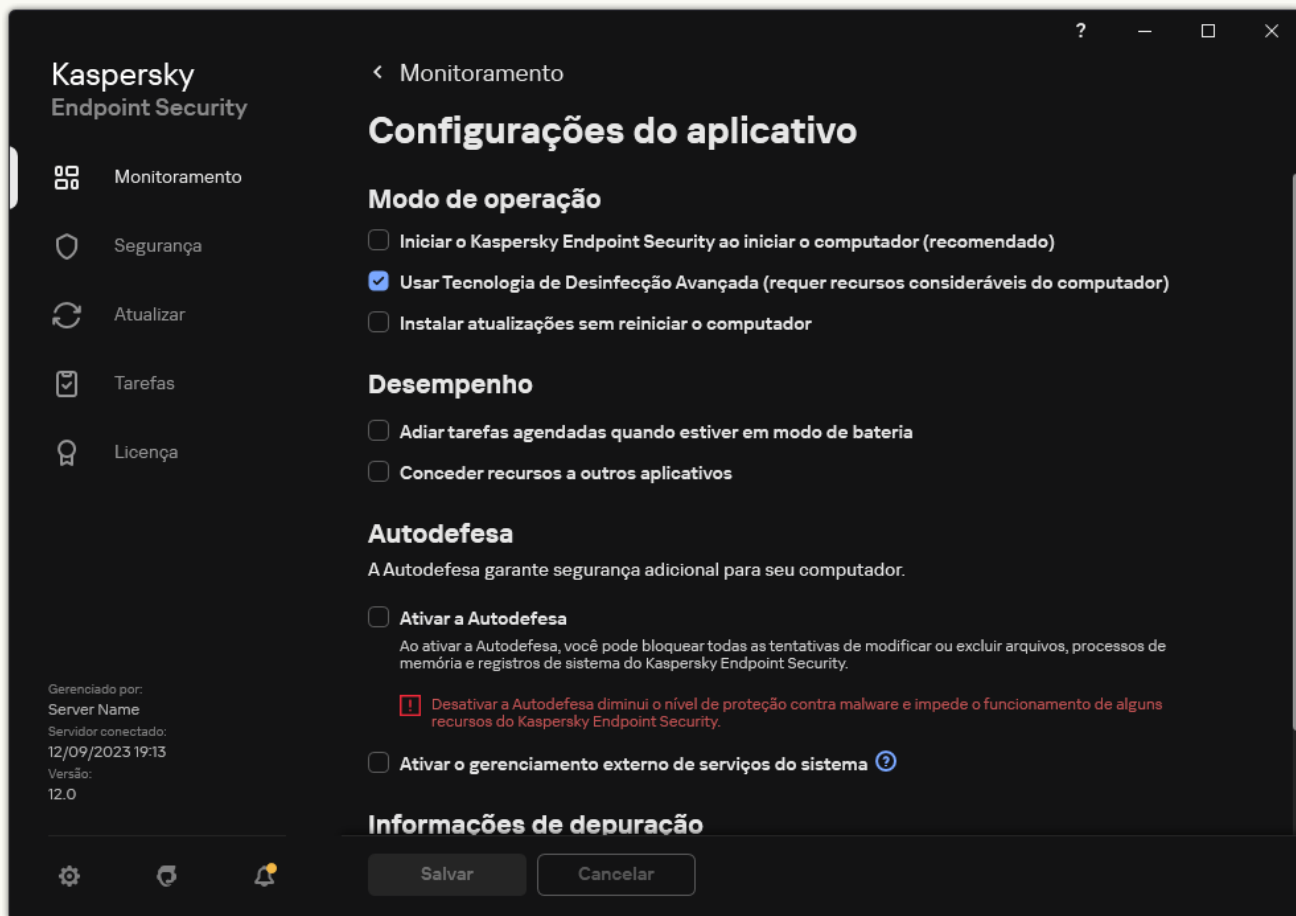 ?
Kaspersky
Endpoint Security
Monitoramento
Segurança
Atualizar
Tarefas
Licença
Gerenciado por:
Server Name
Servidor conectado:
12/09/2023 19:13
Versão:
12.0
Monitoramento
Configurações do aplicativo
Modo de operação
Iniciar o Kaspersky Endpoint Security ao iniciar o computador (recomendado)
Usar Tecnologia de Desinfecção Avançada (requer recursos consideráveis do computador)
Instalar atualizações sem reiniciar o computador
Desempenho
Adiar tarefas agendadas quando estiver em modo de bateria
Conceder recursos a outros aplicativos
Autodefesa
A Autodefesa garante segurança adicional para seu computador.
Ativar a Autodefesa
Ao ativar a Autodefesa, você pode bloquear todas as tentativas de modificar ou excluir arquivos, processos de
memória e registros de sistema do Kaspersky Endpoint Security.
Desativar a Autodefesa diminui o nível de proteção contra malware e impede o funcionamento de alguns
recursos do Kaspersky Endpoint Security.
Ativar o gerenciamento externo de serviços do sistema ?
Informações de depuração
Salvar
Cancelar